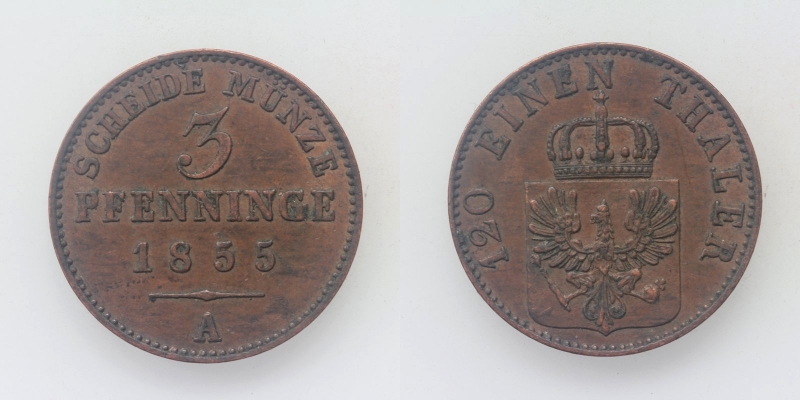 SCHEIDE MÜNZE
3
PFENNINGE
1855
A
120 EINEN THALER